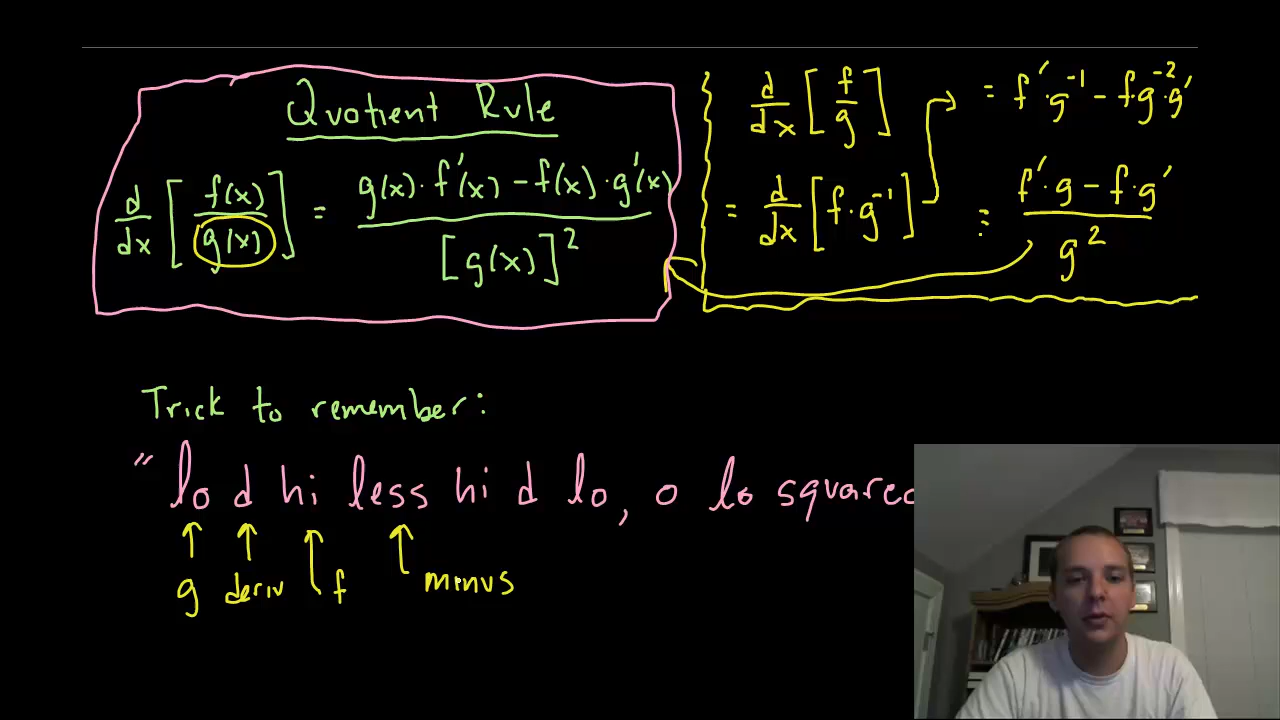 Quotient Rule
d/dx [f(x)/g(x)] = g(x)·f'(x) − f(x)·g'(x) / [g(x)]²
d/dx [f/g] = f'·g⁻¹ − f·g⁻²·g'
= d/dx [f·g⁻¹] = f'·g − f·g' / g²
Trick to remember:
"lo d hi less hi d lo, o lo square
g deriv f minus